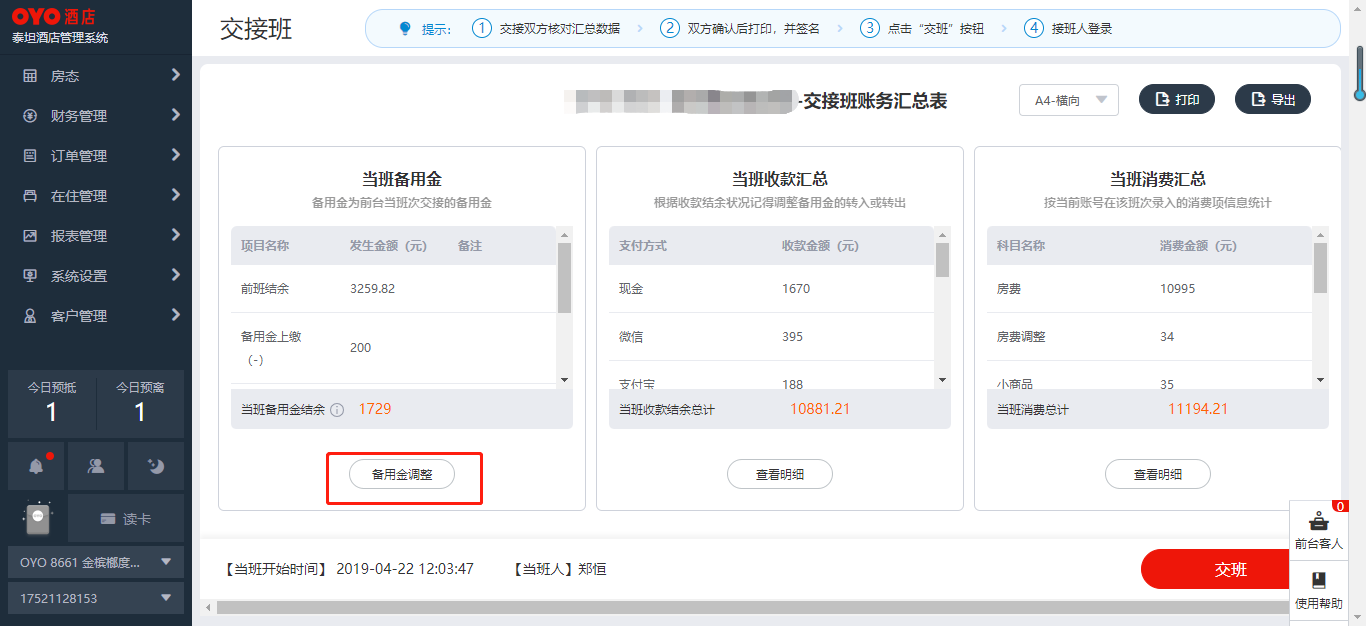 OYO 酒店
泰坦酒店管理系统
房态
财务管理
订单管理
在住管理
报表管理
系统设置
客户管理
今日预抵
1
今日预离
1
读卡
OYO 8661 金槟榔度...
17521128153
交接班
提示:
1 交接双方核对汇总数据
2 双方确认后打印，并签名
3 点击“交班”按钮
4 接班人登录
-交接班账务汇总表
A4-横向
打印
导出
当班备用金
备用金为前台当班次交接的备用金
项目名称 发生金额（元） 备注
前班结余 3259.82
备用金上缴
（-）
200
当班备用金结余 1729
备用金调整
当班收款汇总
根据收款结余状况记得调整备用金的转入或转出
支付方式 收款金额（元）
现金 1670
微信 395
支付宝 188
当班收款结余总计 10881.21
查看明细
当班消费汇总
按当前账号在该班次录入的消费项信息统计
科目名称 消费金额（元）
房费 10995
房费调整 34
小商品 35
当班消费总计 11194.21
查看明细
【当班开始时间】 2019-04-22 12:03:47
【当班人】郑恒
交班
0
前台客人
使用帮助